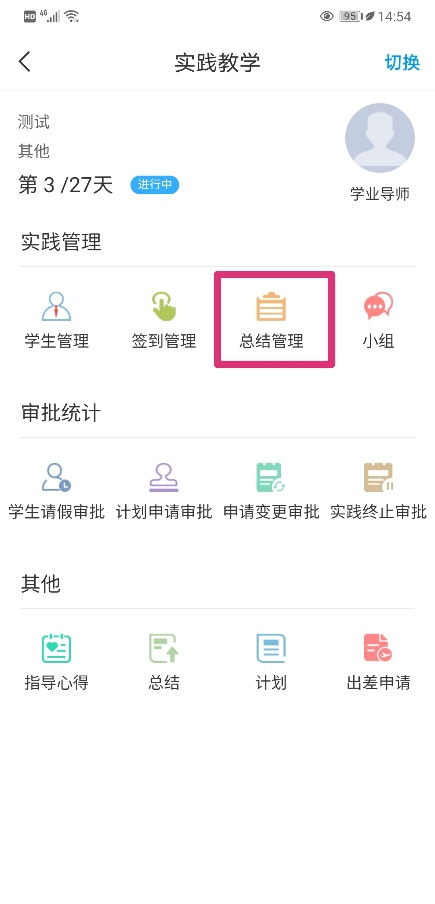 HD 4G 95 14:54
实践教学 切换
测试
其他
第 3 /27天 进行中
学业导师
实践管理
学生管理 签到管理 总结管理 小组
审批统计
学生请假审批 计划申请审批 申请变更审批 实践终止审批
其他
指导心得 总结 计划 出差申请